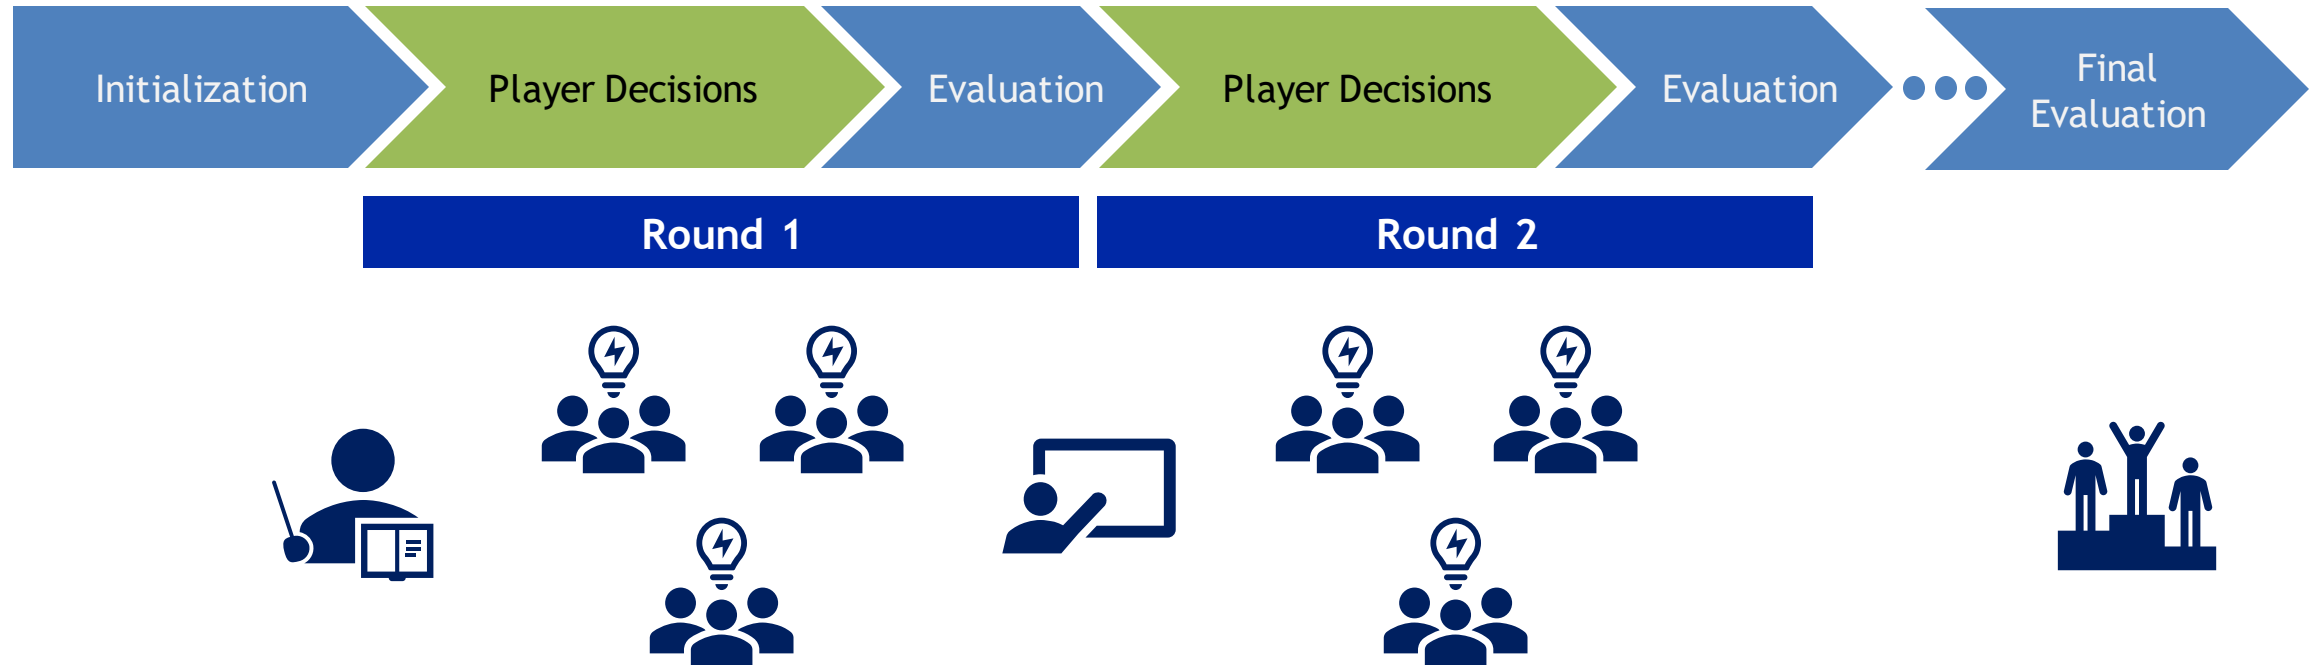 Initialization
Player Decisions
Evaluation
Player Decisions
Evaluation
Final
Evaluation
Round 1
Round 2